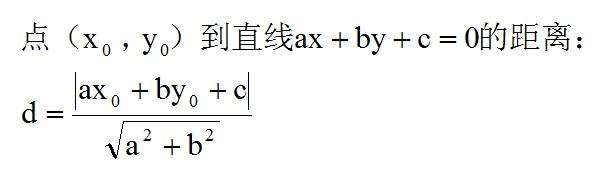 点（x₀，y₀）到直线ax + by + c = 0的距离：
d = |ax₀ + by₀ + c| / √(a² + b²)